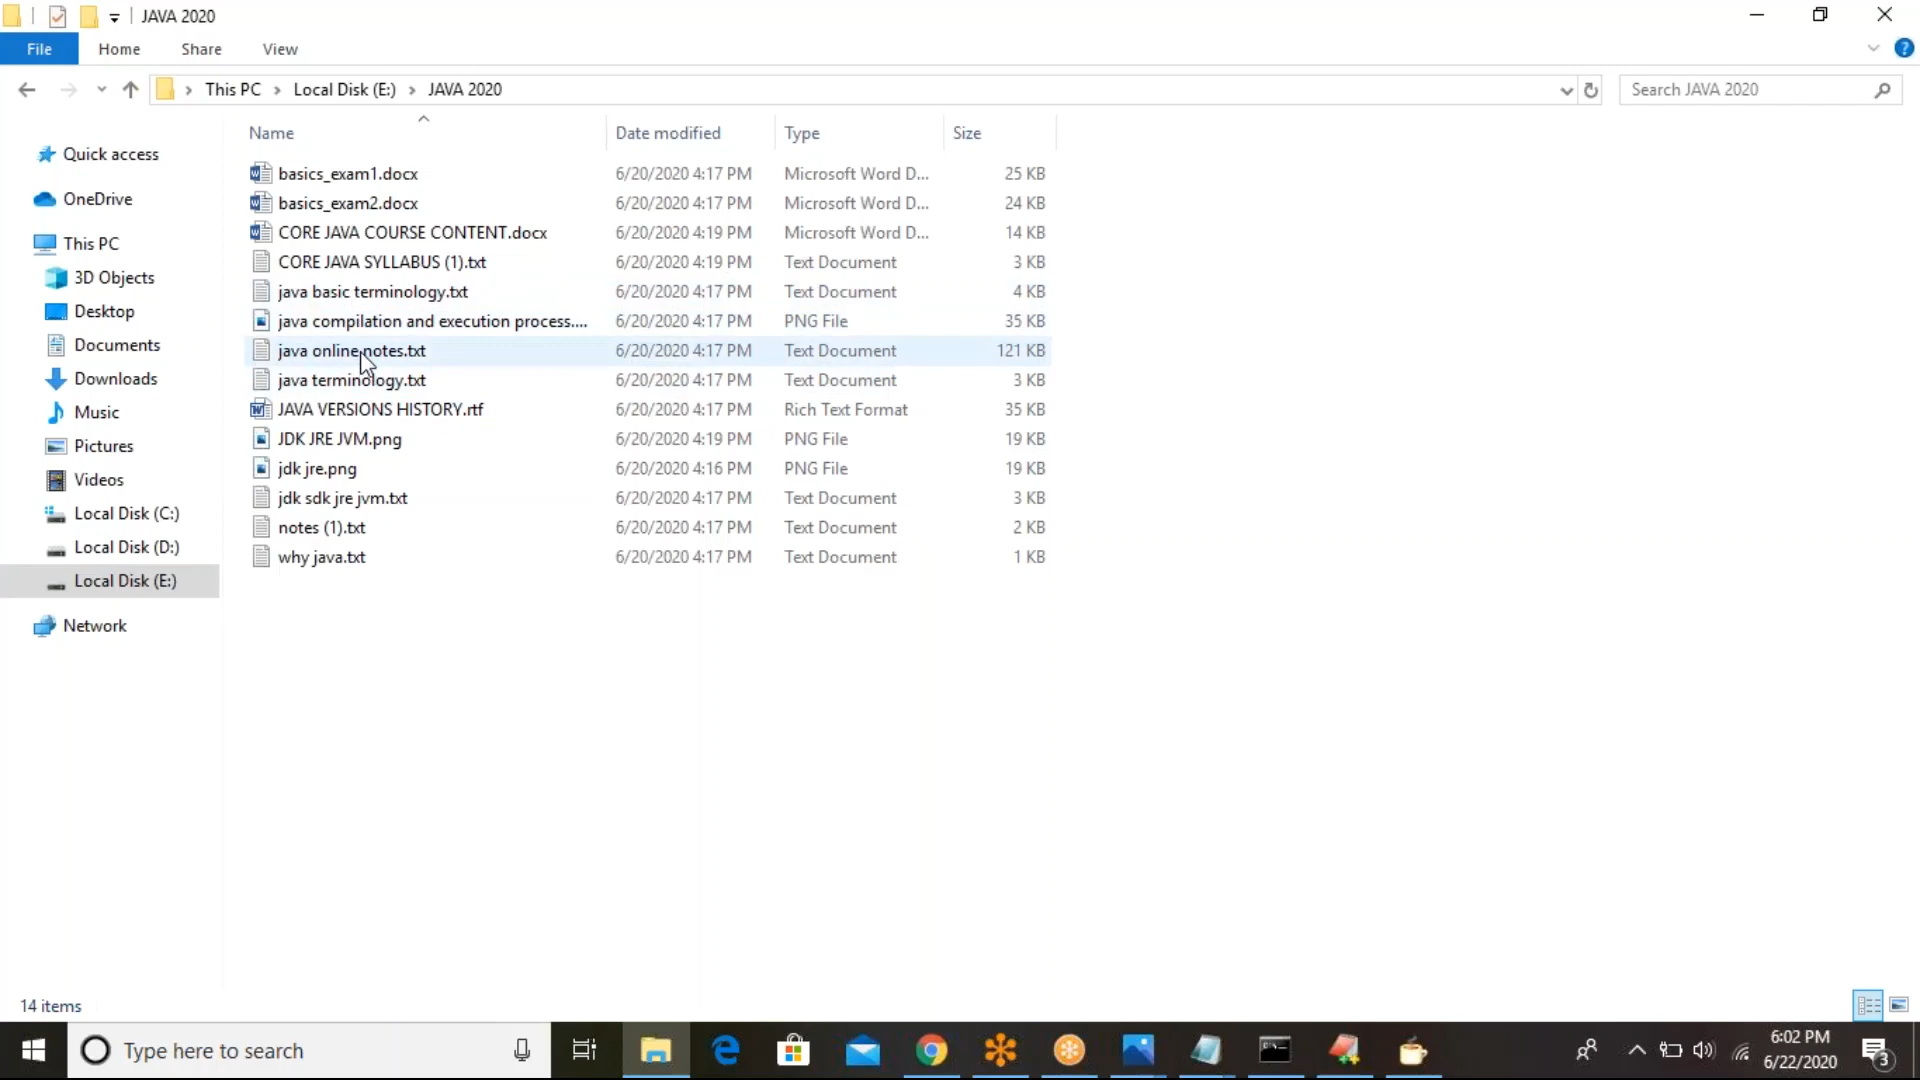 JAVA 2020
File Home Share View
This PC Local Disk (E:) JAVA 2020
Search JAVA 2020
Name Date modified Type Size
Quick access
OneDrive
This PC
3D Objects
Desktop
Documents
Downloads
Music
Pictures
Videos
Local Disk (C:)
Local Disk (D:)
Local Disk (E:)
Network
basics_exam1.docx 6/20/2020 4:17 PM Microsoft Word D... 25 KB
basics_exam2.docx 6/20/2020 4:17 PM Microsoft Word D... 24 KB
CORE JAVA COURSE CONTENT.docx 6/20/2020 4:19 PM Microsoft Word D... 14 KB
CORE JAVA SYLLABUS (1).txt 6/20/2020 4:19 PM Text Document 3 KB
java basic terminology.txt 6/20/2020 4:17 PM Text Document 4 KB
java compilation and execution process.... 6/20/2020 4:17 PM PNG File 35 KB
java online notes.txt 6/20/2020 4:17 PM Text Document 121 KB
java terminology.txt 6/20/2020 4:17 PM Text Document 3 KB
JAVA VERSIONS HISTORY.rtf 6/20/2020 4:17 PM Rich Text Format 35 KB
JDK JRE JVM.png 6/20/2020 4:19 PM PNG File 19 KB
jdk jre.png 6/20/2020 4:16 PM PNG File 19 KB
jdk sdk jre jvm.txt 6/20/2020 4:17 PM Text Document 3 KB
notes (1).txt 6/20/2020 4:17 PM Text Document 2 KB
why java.txt 6/20/2020 4:17 PM Text Document 1 KB
14 items
Type here to search
6:02 PM
6/22/2020
3